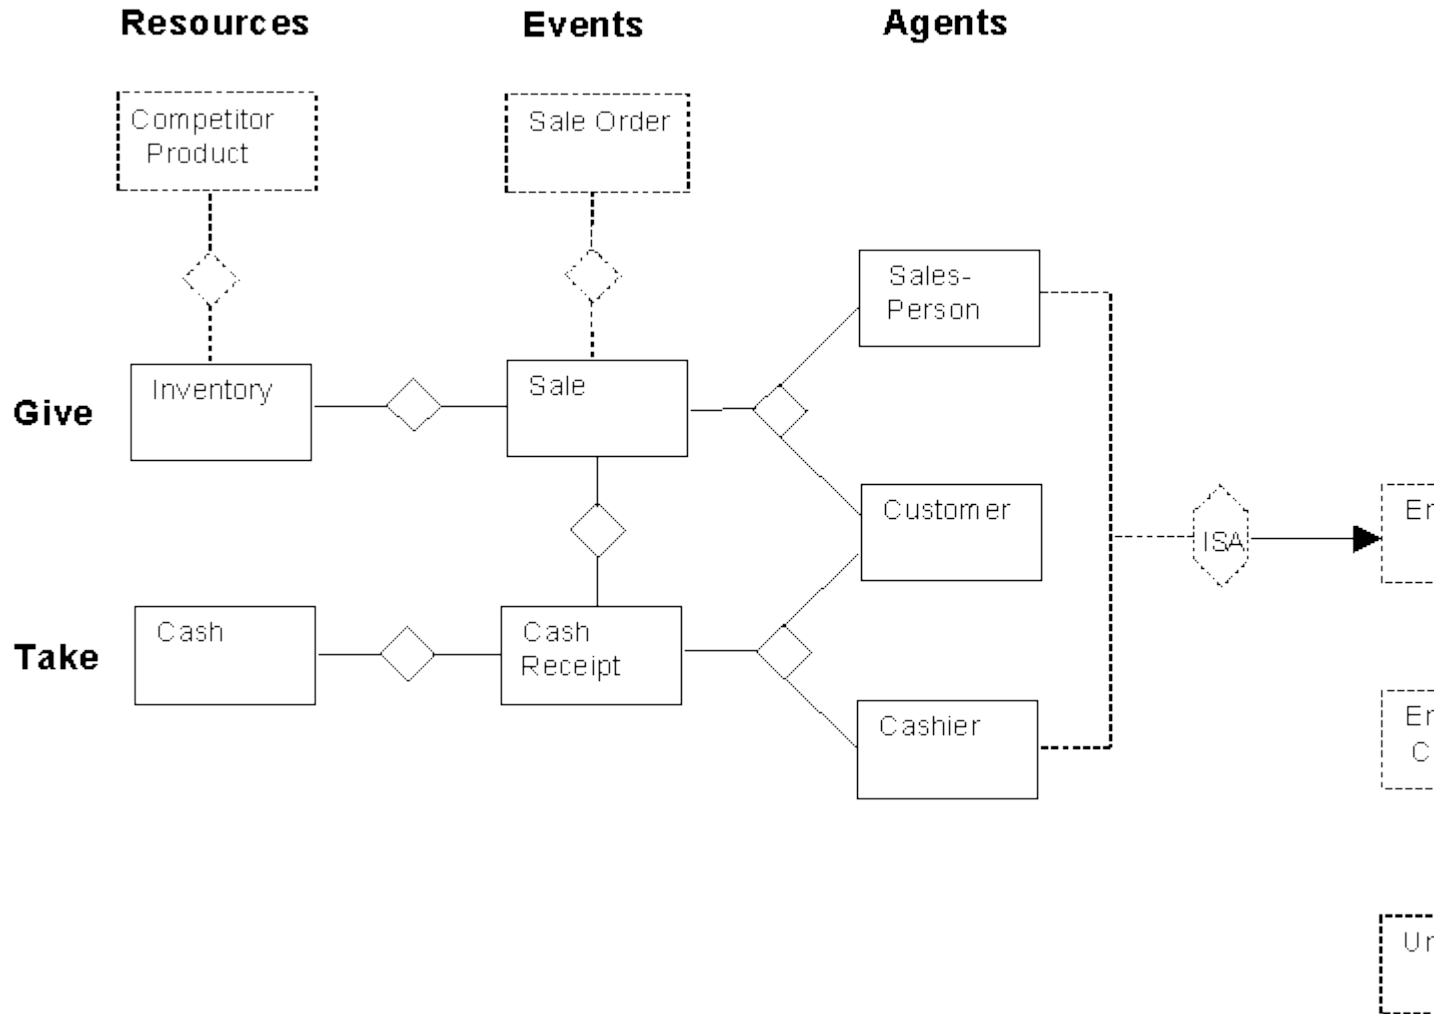 Resources Events Agents
Competitor
Product
Sale Order
Sales-
Person
Give
Inventory
Sale
Customer
ISA
Take
Cash
Cash
Receipt
Cashier